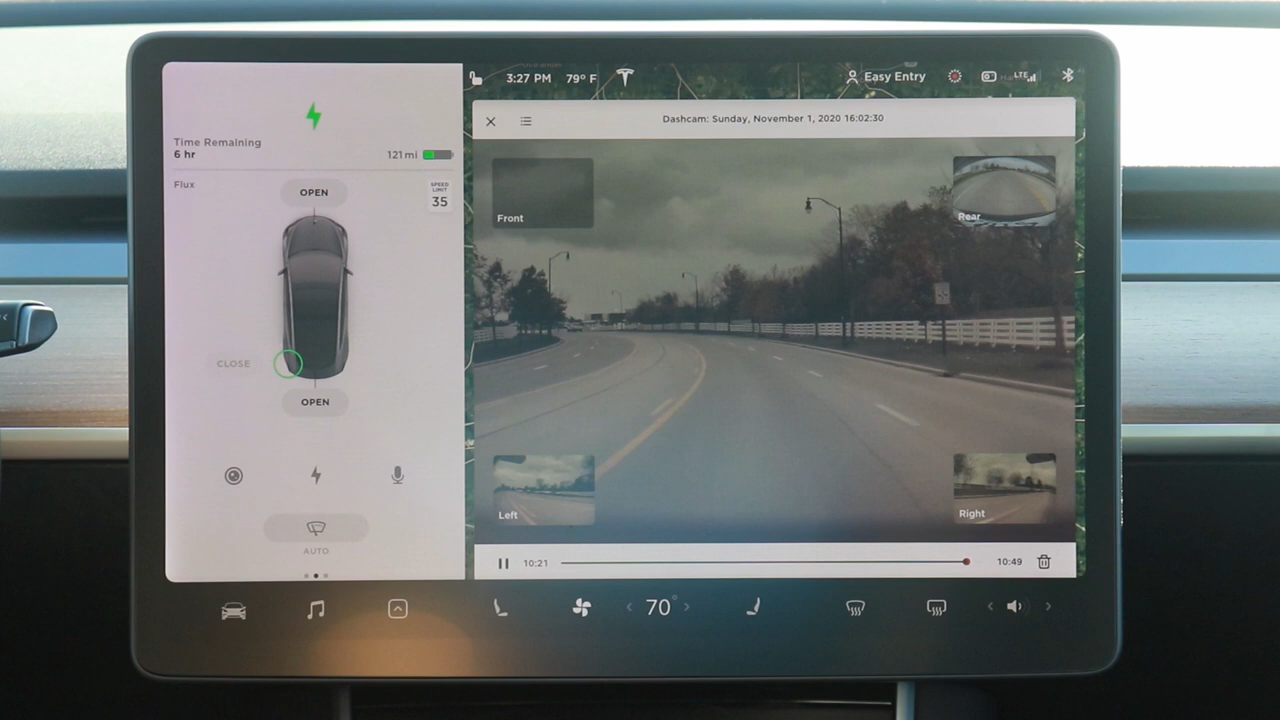 3:27 PM 79° F
Easy Entry
LTE
Time Remaining
6 hr
121 mi
Flux
SPEED
LIMIT
35
OPEN
CLOSE
OPEN
AUTO
Dashcam: Sunday, November 1, 2020 16:02:30
Front
Rear
Left
Right
10:21
10:49
70°